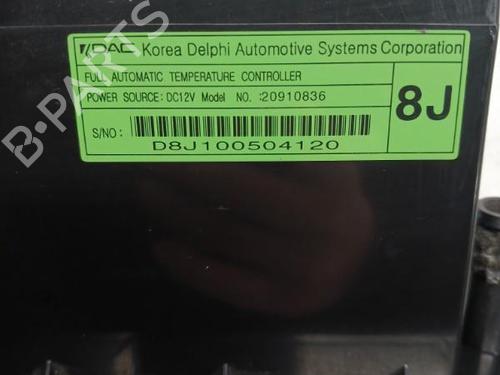 KDAC Korea Delphi Automotive Systems Corporation
FULL AUTOMATIC TEMPERATURE CONTROLLER
POWER SOURCE: DC12V Model NO. :20910836
8J
S/NO :
D8J100504120
B-PARTS